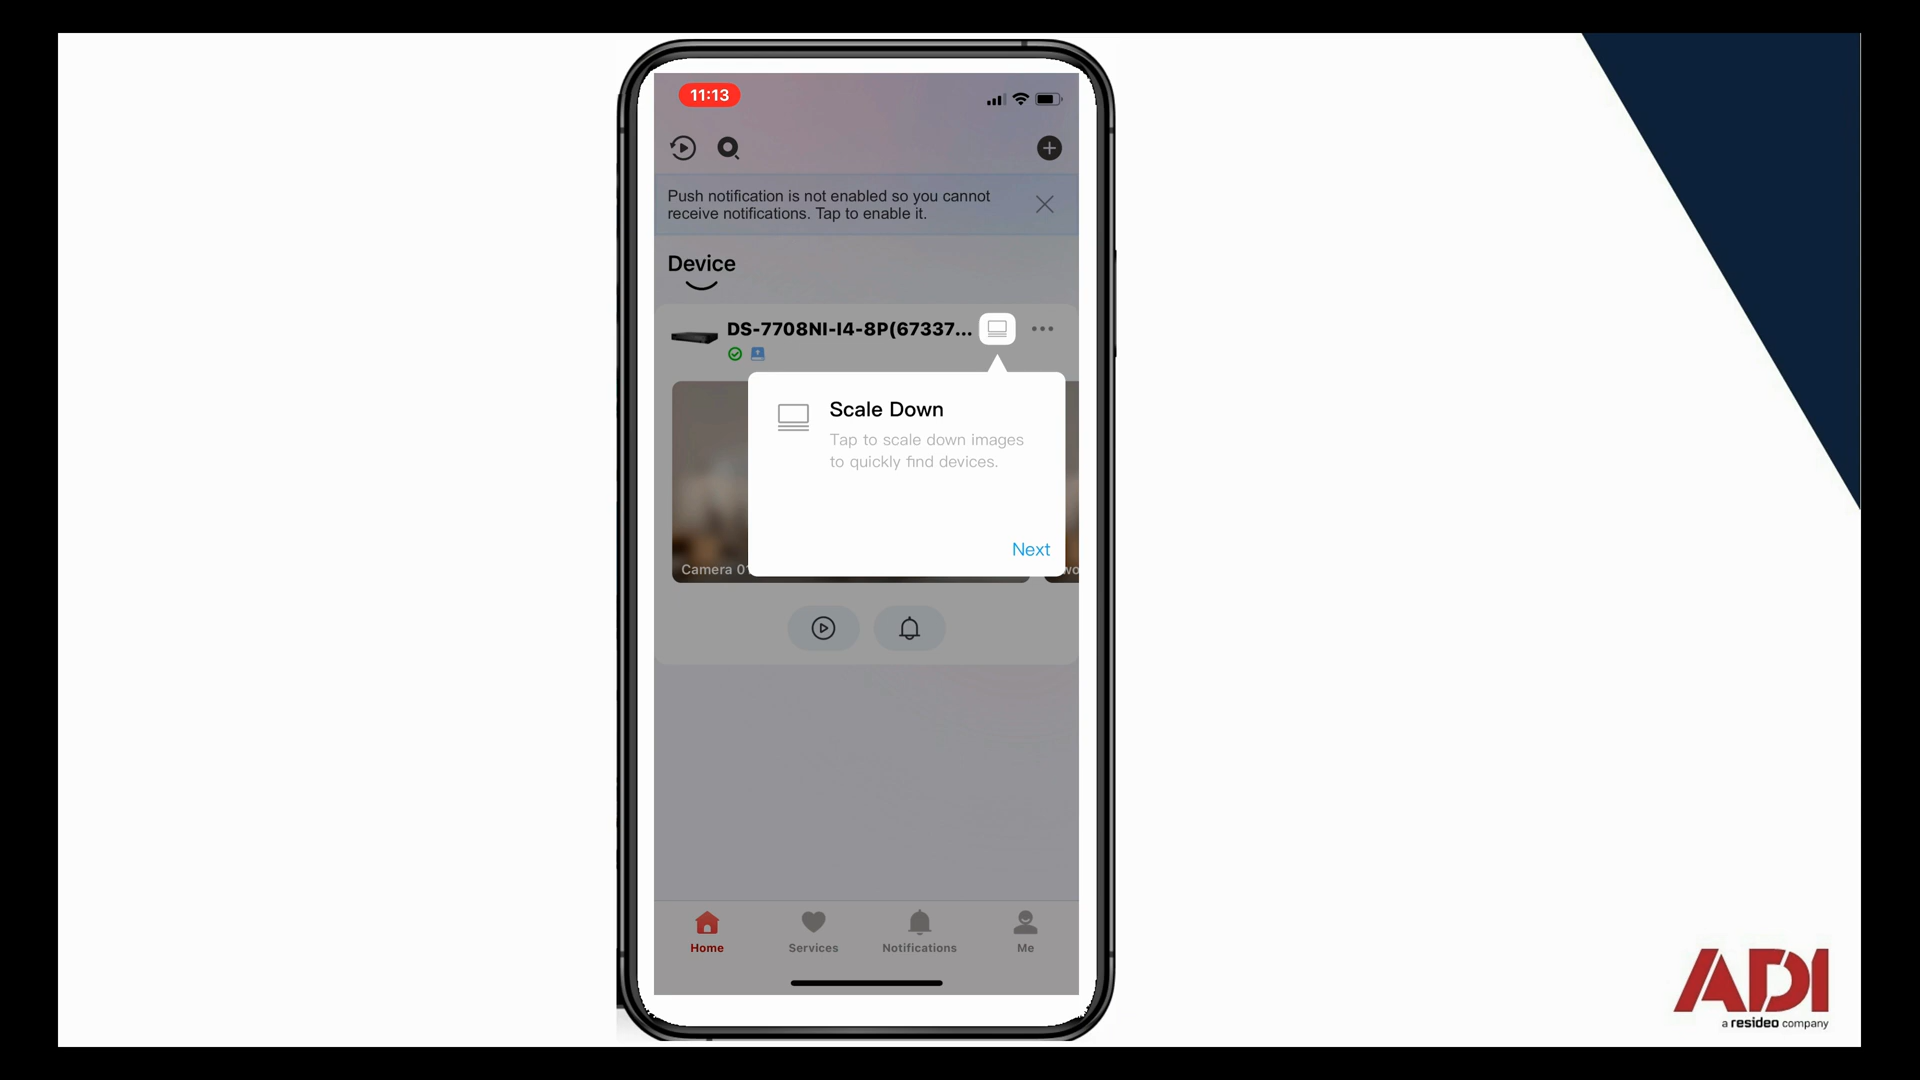 11:13
Push notification is not enabled so you cannot
receive notifications. Tap to enable it.
Device
DS-7708NI-I4-8P(67337...
Scale Down
Tap to scale down images
to quickly find devices.
Next
Camera 01
wo
Home
Services
Notifications
Me
ADI
a resideo company